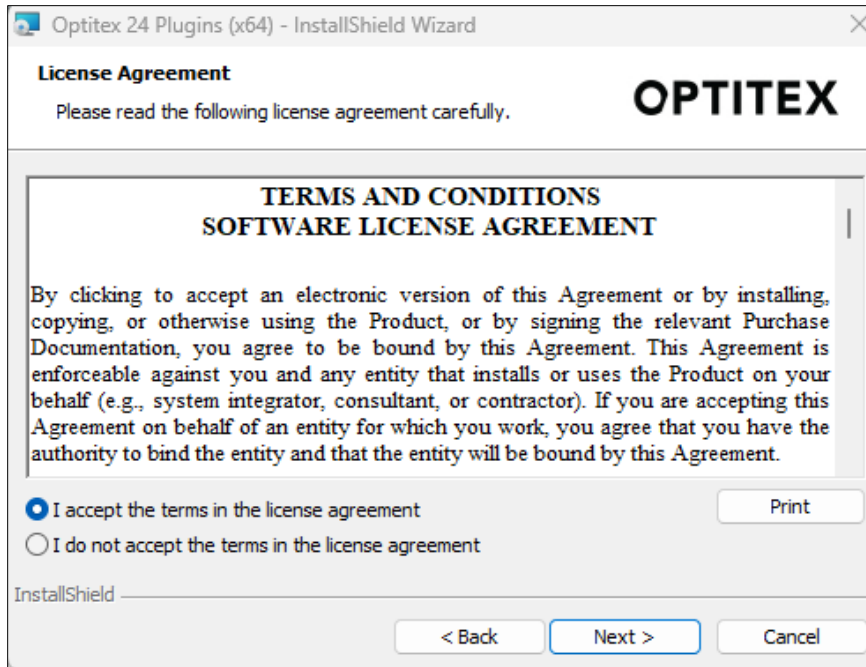 Optitex 24 Plugins (x64) - InstallShield Wizard
License Agreement
Please read the following license agreement carefully.
OPTITEX
TERMS AND CONDITIONS
SOFTWARE LICENSE AGREEMENT
By clicking to accept an electronic version of this Agreement or by installing,
copying, or otherwise using the Product, or by signing the relevant Purchase
Documentation, you agree to be bound by this Agreement. This Agreement is
enforceable against you and any entity that installs or uses the Product on your
behalf (e.g., system integrator, consultant, or contractor). If you are accepting this
Agreement on behalf of an entity for which you work, you agree that you have the
authority to bind the entity and that the entity will be bound by this Agreement.
I accept the terms in the license agreement
Print
I do not accept the terms in the license agreement
InstallShield
< Back
Next >
Cancel